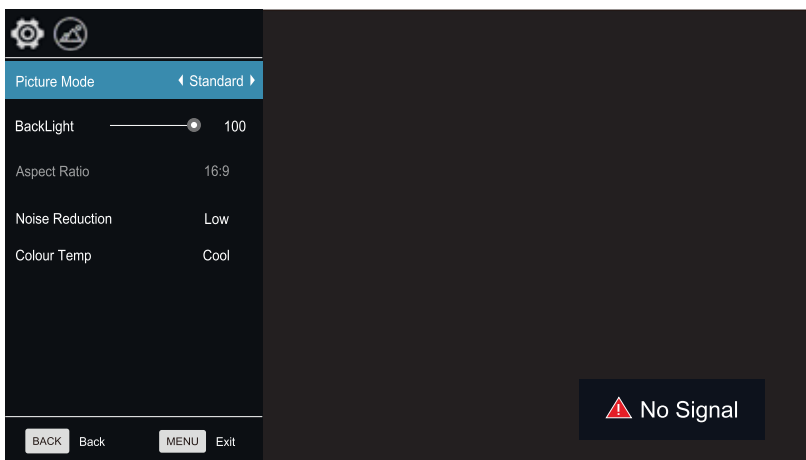 Picture Mode Standard
BackLight 100
Aspect Ratio 16:9
Noise Reduction Low
Colour Temp Cool
No Signal
BACK Back MENU Exit